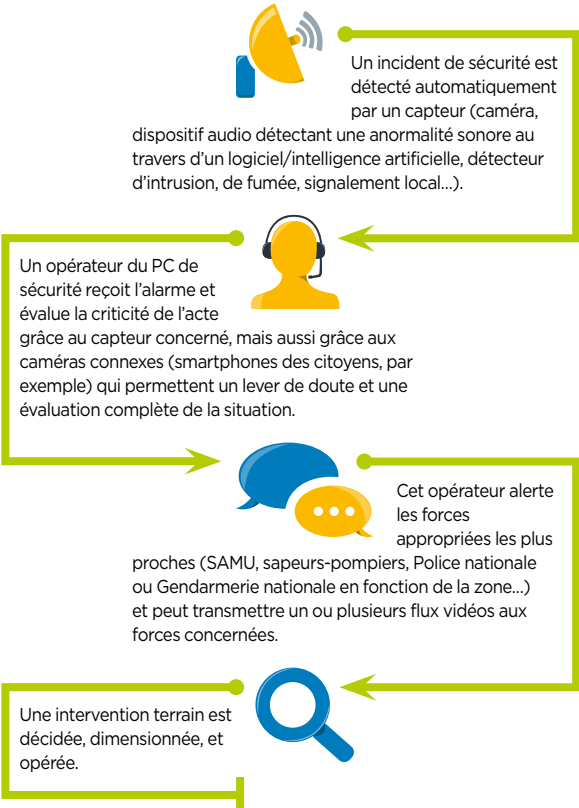 Un incident de sécurité est
détecté automatiquement
par un capteur (caméra,
dispositif audio détectant une anormalité sonore au
travers d’un logiciel/intelligence artificielle, détecteur
d’intrusion, de fumée, signalement local...).
Un opérateur du PC de
sécurité reçoit l’alarme et
évalue la criticité de l’acte
grâce au capteur concerné, mais aussi grâce aux
caméras connexes (smartphones des citoyens, par
exemple) qui permettent un lever de doute et une
évaluation complète de la situation.
Cet opérateur alerte
les forces
appropriées les plus
proches (SAMU, sapeurs-pompiers, Police nationale
ou Gendarmerie nationale en fonction de la zone...)
et peut transmettre un ou plusieurs flux vidéos aux
forces concernées.
Une intervention terrain est
décidée, dimensionnée, et
opérée.